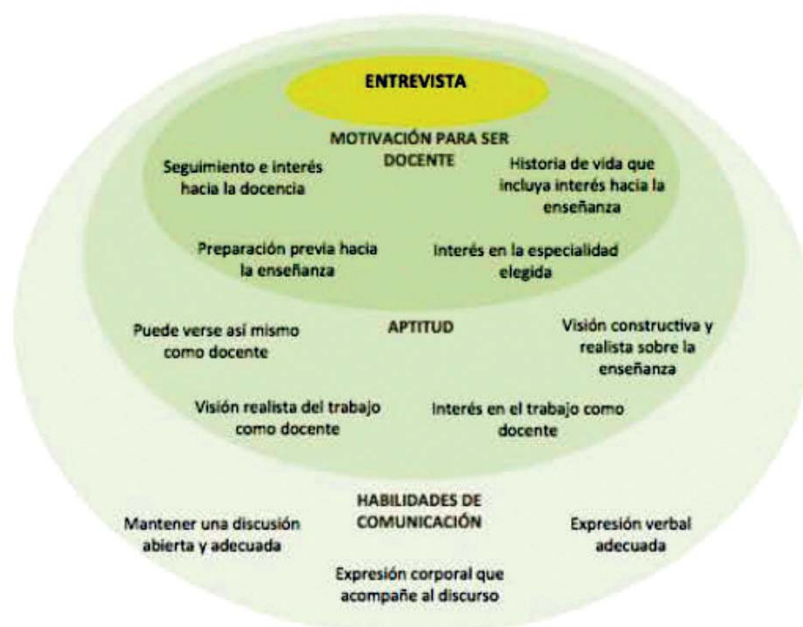 ENTREVISTA
MOTIVACIÓN PARA SER
DOCENTE
Seguimiento e interés
hacia la docencia
Historia de vida que
incluya interés hacia la
enseñanza
Preparación previa hacia
la enseñanza
Interés en la especialidad
elegida
APTITUD
Puede verse así mismo
como docente
Visión constructiva y
realista sobre la
enseñanza
Visión realista del trabajo
como docente
Interés en el trabajo como
docente
HABILIDADES DE
COMUNICACIÓN
Mantener una discusión
abierta y adecuada
Expresión verbal
adecuada
Expresión corporal que
acompañe al discurso